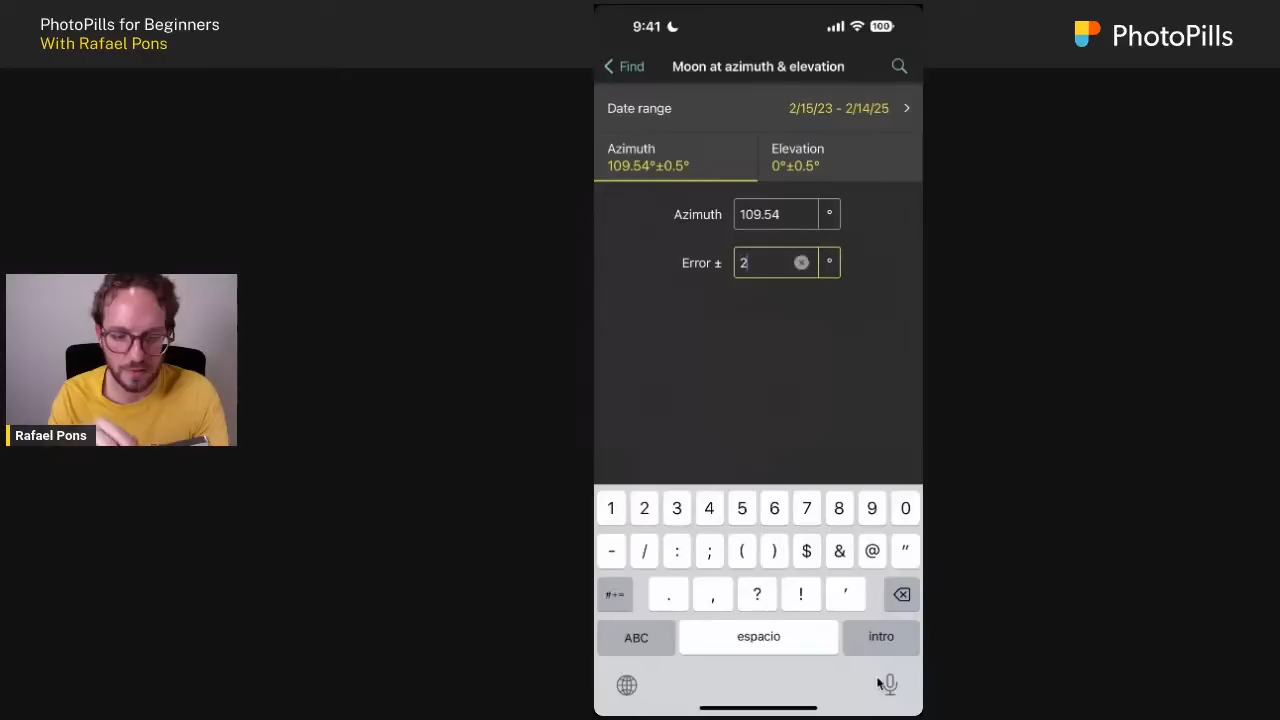 PhotoPills for Beginners
With Rafael Pons
PhotoPills
Rafael Pons
9:41
100
Find
Moon at azimuth & elevation
Date range
2/15/23 - 2/14/25
Azimuth
109.54°±0.5°
Elevation
0°±0.5°
Azimuth
109.54
°
Error ±
2
°
1 2 3 4 5 6 7 8 9 0
- / : ; ( ) $ & @ "
#+= . , ? ! '
ABC espacio intro